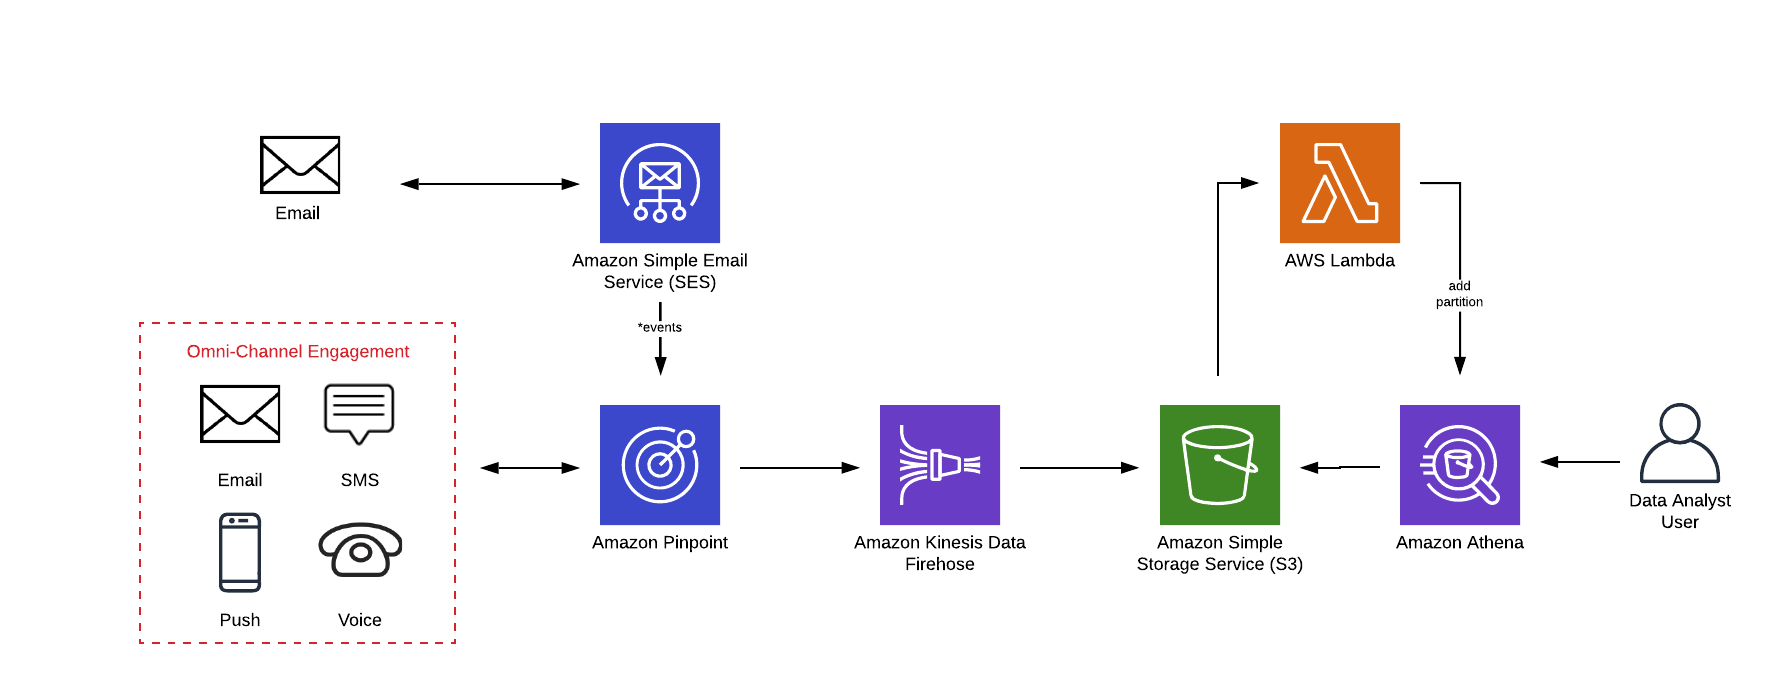 Email
Amazon Simple Email
Service (SES)
AWS Lambda
*events
add
partition
Omni-Channel Engagement
Email
SMS
Push
Voice
Amazon Pinpoint
Amazon Kinesis Data
Firehose
Amazon Simple
Storage Service (S3)
Amazon Athena
Data Analyst
User